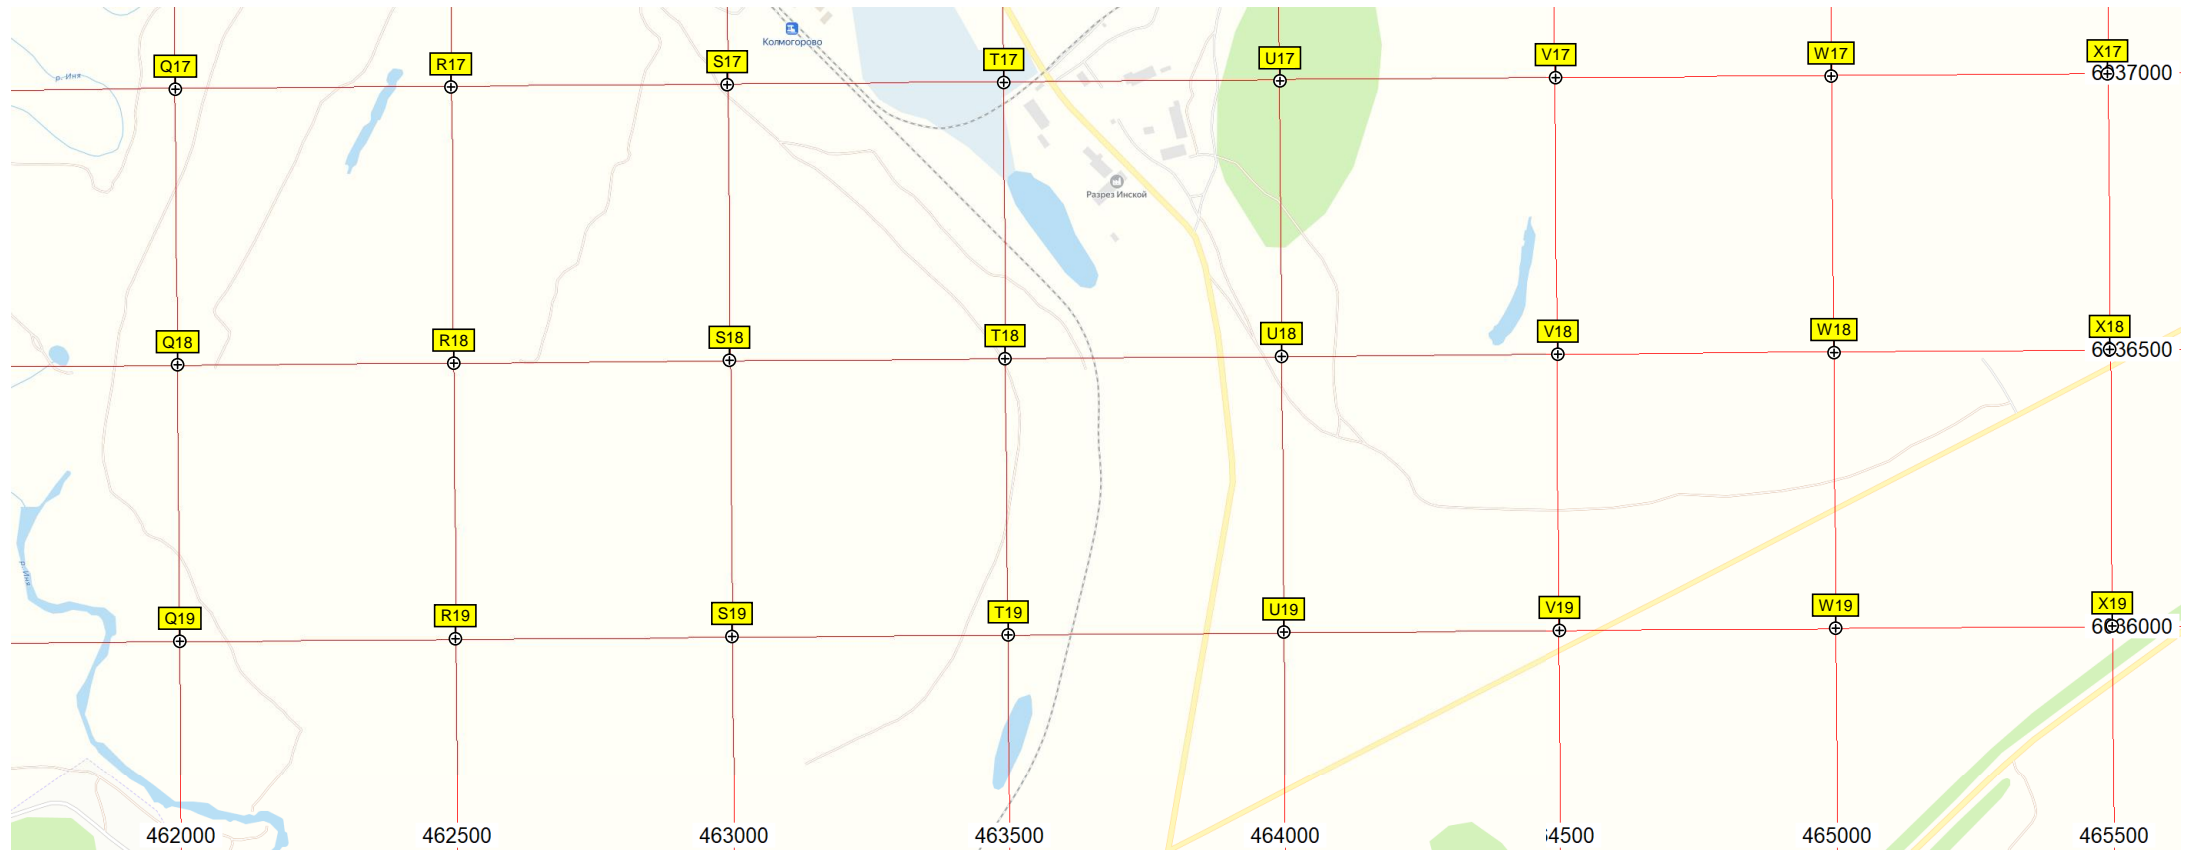 Колмогорово
Q17
R17
S17
T17
U17
V17
W17
X17
р. Иня
6037000
Разрез Инской
Q18
R18
S18
T18
U18
V18
W18
X18
6036500
р. Иня
Q19
R19
S19
T19
U19
V19
W19
X19
6036000
462000
462500
463000
463500
464000
64500
465000
465500